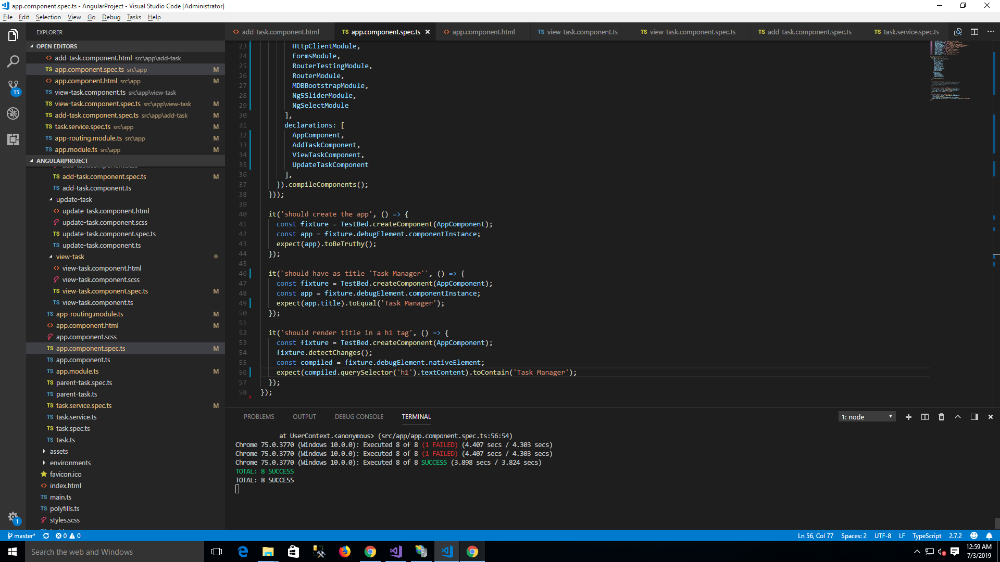 app.component.spec.ts - AngularProject - Visual Studio Code [Administrator]
File Edit Selection View Go Debug Tasks Help
EXPLORER
OPEN EDITORS
add-task.component.html src\app\add-task
TS app.component.spec.ts src\app M
app.component.html src\app M
TS view-task.component.ts src\app\view-task
TS view-task.component.spec.ts src\app\view-task M
TS add-task.component.spec.ts src\app\add-task M
TS task.service.spec.ts src\app M
TS app-routing.module.ts src\app M
TS app.module.ts src\app M
ANGULARPROJECT
add-task.component.scss
TS add-task.component.spec.ts M
TS add-task.component.ts
update-task
update-task.component.html
update-task.component.scss
TS update-task.component.spec.ts
TS update-task.component.ts
view-task
view-task.component.html
view-task.component.scss
TS view-task.component.spec.ts M
TS view-task.component.ts
TS app-routing.module.ts M
app.component.html M
app.component.scss
TS app.component.spec.ts M
TS app.component.ts
TS app.module.ts M
TS parent-task.spec.ts
TS parent-task.ts
TS task.service.spec.ts M
TS task.service.ts
TS task.spec.ts
TS task.ts
assets
environments
favicon.ico
index.html
TS main.ts
TS polyfills.ts
styles.scss
15
1
add-task.component.html TS app.component.spec.ts app.component.html TS view-task.component.ts TS view-task.component.spec.ts TS add-task.component.spec.ts TS task.service.spec.ts
23 HttpClientModule,
24 FormsModule,
25 RouterTestingModule,
26 RouterModule,
27 MDBBootstrapModule,
28 Ng5SliderModule,
29 NgSelectModule
30 ],
31 declarations: [
32 AppComponent,
33 AddTaskComponent,
34 ViewTaskComponent,
35 UpdateTaskComponent
36 ],
37 }).compileComponents();
38 }));
39
40 it('should create the app', () => {
41 const fixture = TestBed.createComponent(AppComponent);
42 const app = fixture.debugElement.componentInstance;
43 expect(app).toBeTruthy();
44 });
45
46 it(`should have as title 'Task Manager'`, () => {
47 const fixture = TestBed.createComponent(AppComponent);
48 const app = fixture.debugElement.componentInstance;
49 expect(app.title).toEqual('Task Manager');
50 });
51
52 it('should render title in a h1 tag', () => {
53 const fixture = TestBed.createComponent(AppComponent);
54 fixture.detectChanges();
55 const compiled = fixture.debugElement.nativeElement;
56 expect(compiled.querySelector('h1').textContent).toContain('Task Manager');
57 });
58 });
PROBLEMS OUTPUT DEBUG CONSOLE TERMINAL 1: node
at UserContext.<anonymous> (src/app/app.component.spec.ts:56:54)
Chrome 75.0.3770 (Windows 10.0.0): Executed 8 of 8 (1 FAILED) (4.407 secs / 4.303 secs)
Chrome 75.0.3770 (Windows 10.0.0): Executed 8 of 8 (1 FAILED) (4.407 secs / 4.303 secs)
Chrome 75.0.3770 (Windows 10.0.0): Executed 8 of 8 SUCCESS (3.898 secs / 3.824 secs)
TOTAL: 8 SUCCESS
TOTAL: 8 SUCCESS
master* 0 0 Ln 56, Col 77 Spaces: 2 UTF-8 LF TypeScript 2.7.2
Search the web and Windows
12:59 AM
7/3/2019